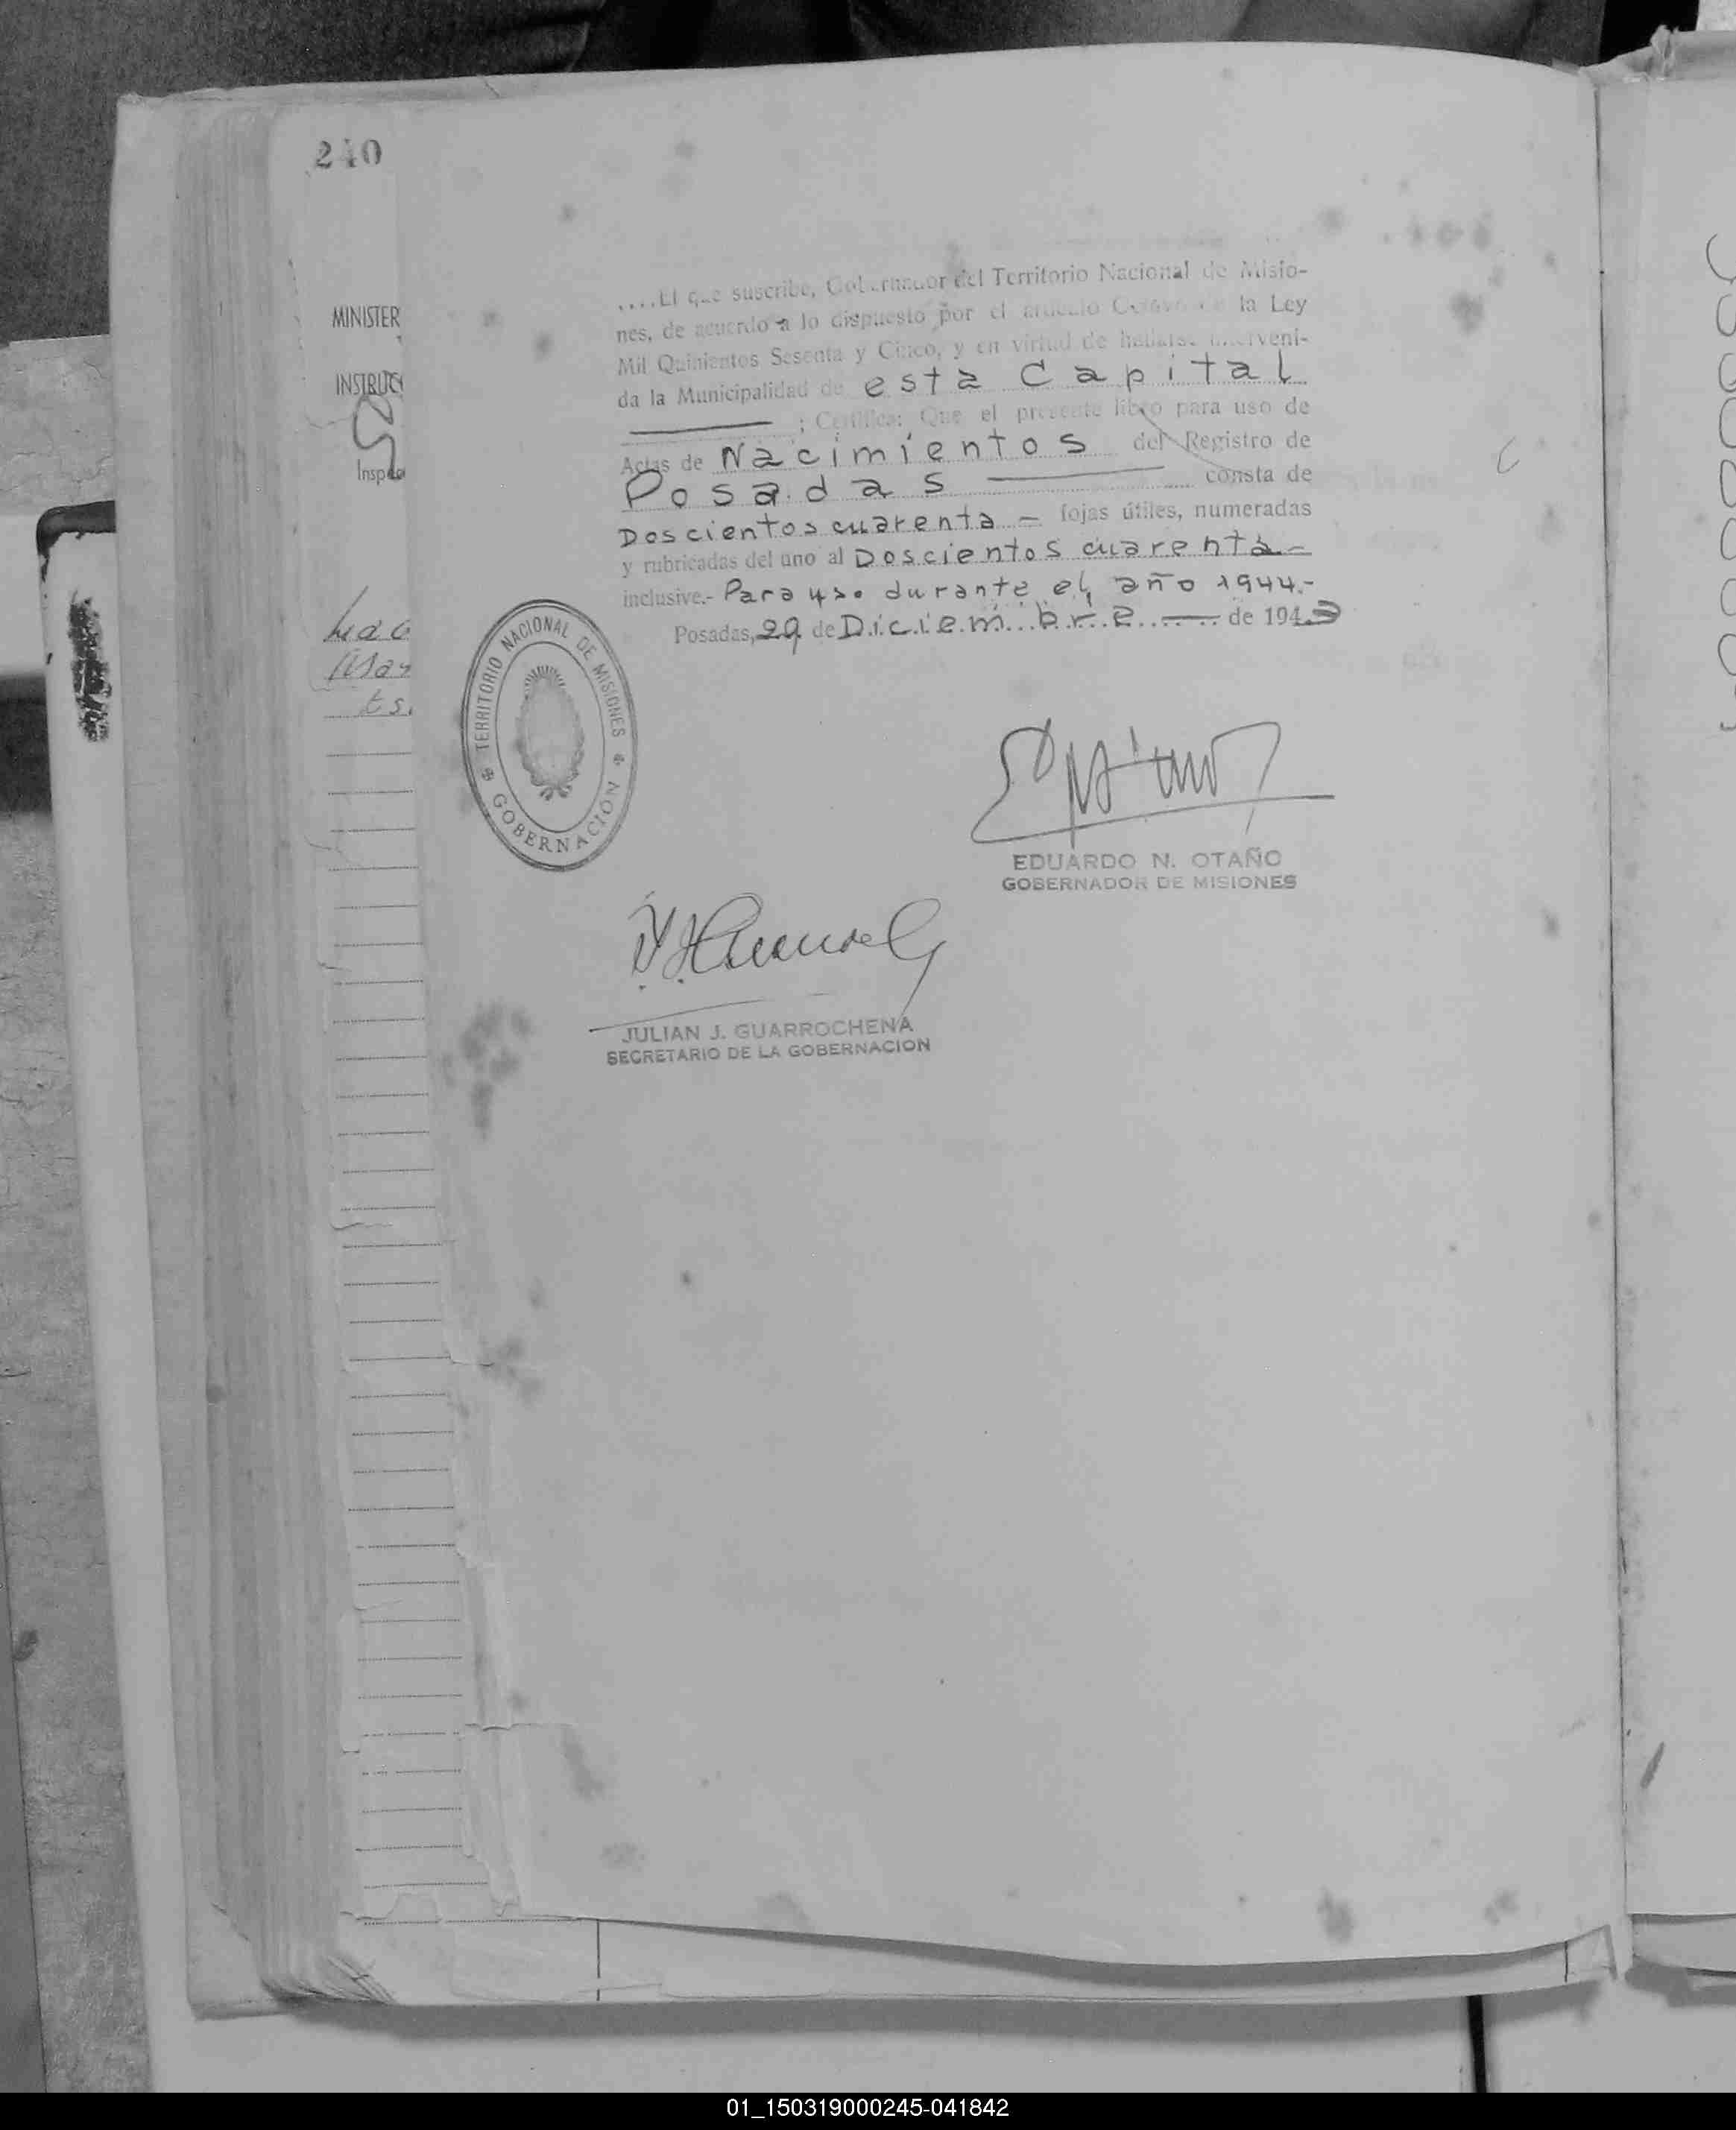 240
MINISTER
INSTRUC
Inspec
....El que suscribe, Gobernador del Territorio Nacional de Misio-
nes, de acuerdo a lo dispuesto por el artículo Octavo de la Ley
Mil Quinientos Sesenta y Cinco, y en virtud de hallarse interveni-
da la Municipalidad de esta Capital
; Certifica: Que el presente libro para uso de
Actas de Nacimientos del Registro de
Posadas consta de
Doscientos cuarenta — fojas útiles, numeradas
y rubricadas del uno al Doscientos cuarenta —
inclusive.- Para uso durante el año 1944.-
Posadas, 29 de Diciembre — de 1943
TERRITORIO NACIONAL DE MISIONES
GOBERNACION
EDUARDO N. OTAÑO
GOBERNADOR DE MISIONES
JULIAN J. GUARROCHENA
SECRETARIO DE LA GOBERNACION
01_150319000245-041842